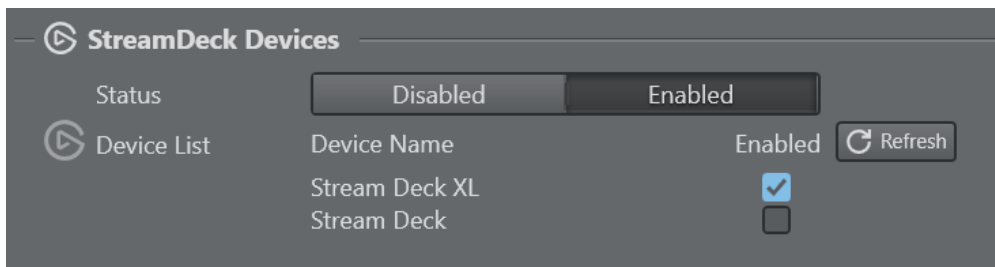 StreamDeck Devices
Status Disabled Enabled
Device List Device Name Enabled Refresh
Stream Deck XL
Stream Deck